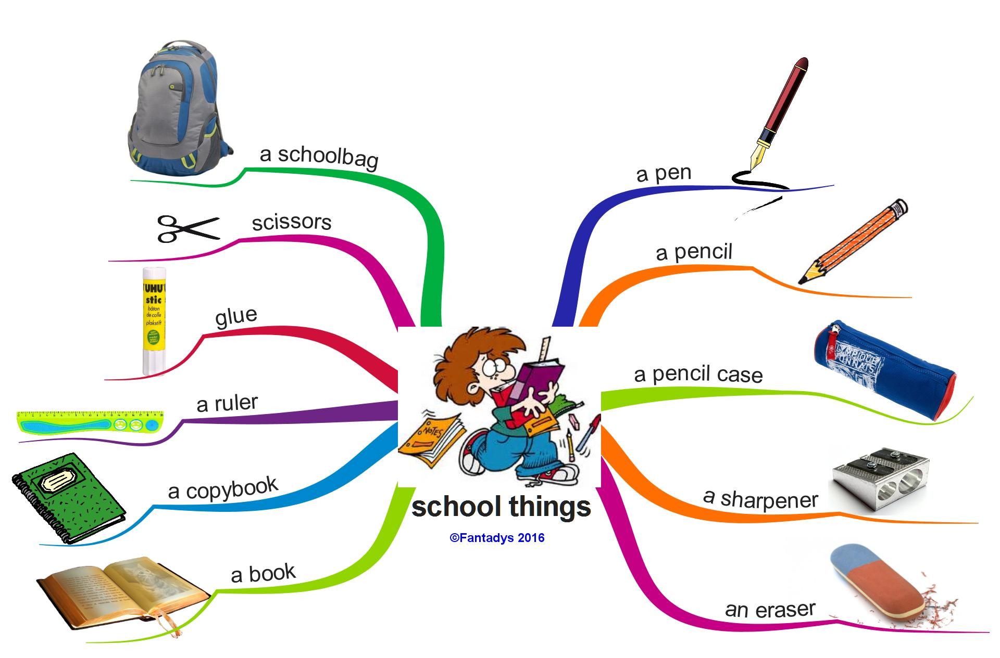 a schoolbag
a pen
scissors
a pencil
UHU
stic
bâton
de colle
plakstift
glue
a pencil case
a ruler
NOTES
a copybook
a sharpener
school things
©Fantadys 2016
a book
an eraser